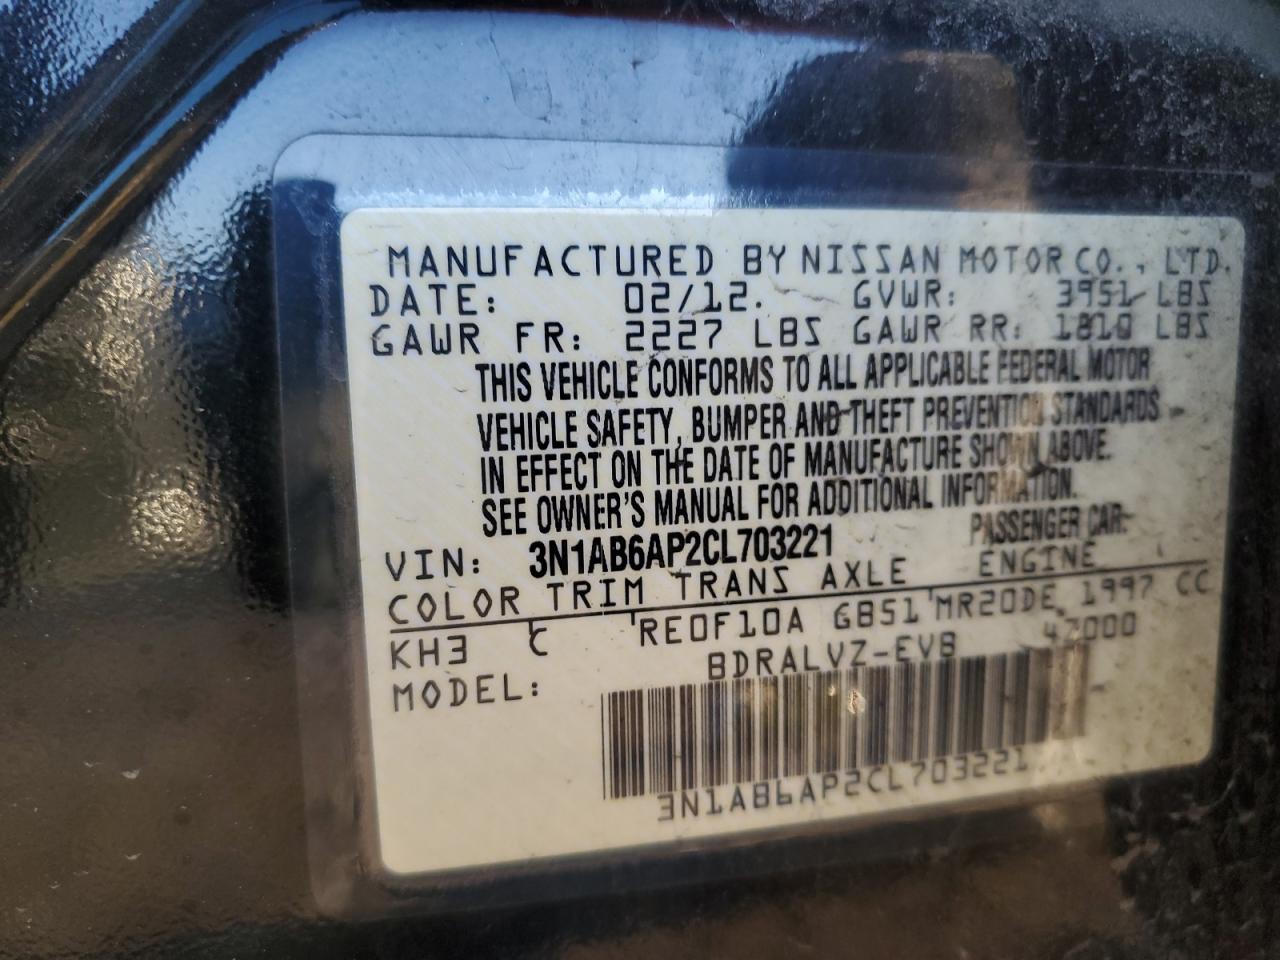 MANUFACTURED BY NISSAN MOTOR CO., LTD.
DATE: 02/12. GVWR: 3951 LBS
GAWR FR: 2227 LBS GAWR RR: 1810 LBS
THIS VEHICLE CONFORMS TO ALL APPLICABLE FEDERAL MOTOR
VEHICLE SAFETY, BUMPER AND THEFT PREVENTION STANDARDS
IN EFFECT ON THE DATE OF MANUFACTURE SHOWN ABOVE.
SEE OWNER'S MANUAL FOR ADDITIONAL INFORMATION.
VIN: 3N1AB6AP2CL703221 PASSENGER CAR.
COLOR TRIM TRANS AXLE ENGINE
KH3 C RE0F10A GB51 MR20DE 1997 CC
MODEL: BDRALVZ-EVB 47000
3N1AB6AP2CL703221